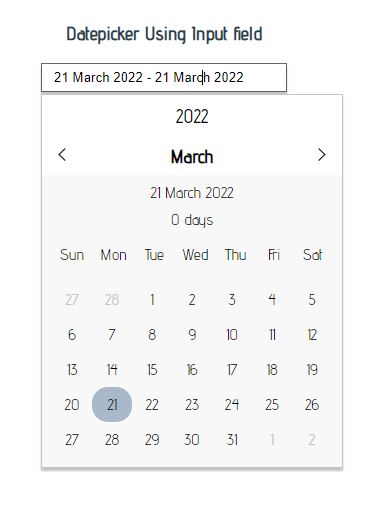 Datepicker Using Input field
21 March 2022 - 21 March 2022
2022
March
21 March 2022
0 days
Sun Mon Tue Wed Thu Fri Sat
27 28 1 2 3 4 5
6 7 8 9 10 11 12
13 14 15 16 17 18 19
20 21 22 23 24 25 26
27 28 29 30 31 1 2